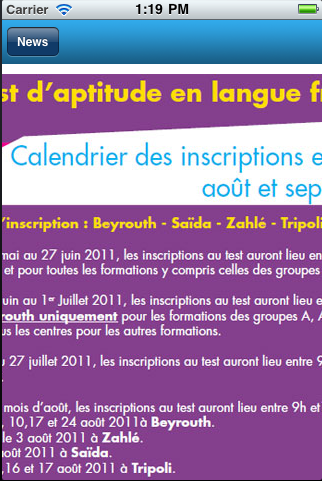 Carrier 1:19 PM
News
st d'aptitude en langue fr
Calendrier des inscriptions e
août et sep
'inscription : Beyrouth - Saïda - Zahlé - Tripoli
mai au 27 juin 2011, les inscriptions au test auront lieu en
et pour toutes les formations y compris celles des groupes
uin au 1er Juillet 2011, les inscriptions au test auront lieu e
routh uniquement pour les formations des groupes A, A
us les centres pour les autres formations.
u 27 juillet 2011, les inscriptions au test auront lieu entre 9
.
mois d'août, les inscriptions au test auront lieu entre 9h et
, 10,17 et 24 août 2011à Beyrouth.
le 3 août 2011 à Zahlé.
août 2011 à Saïda.
,16 et 17 août 2011 à Tripoli.